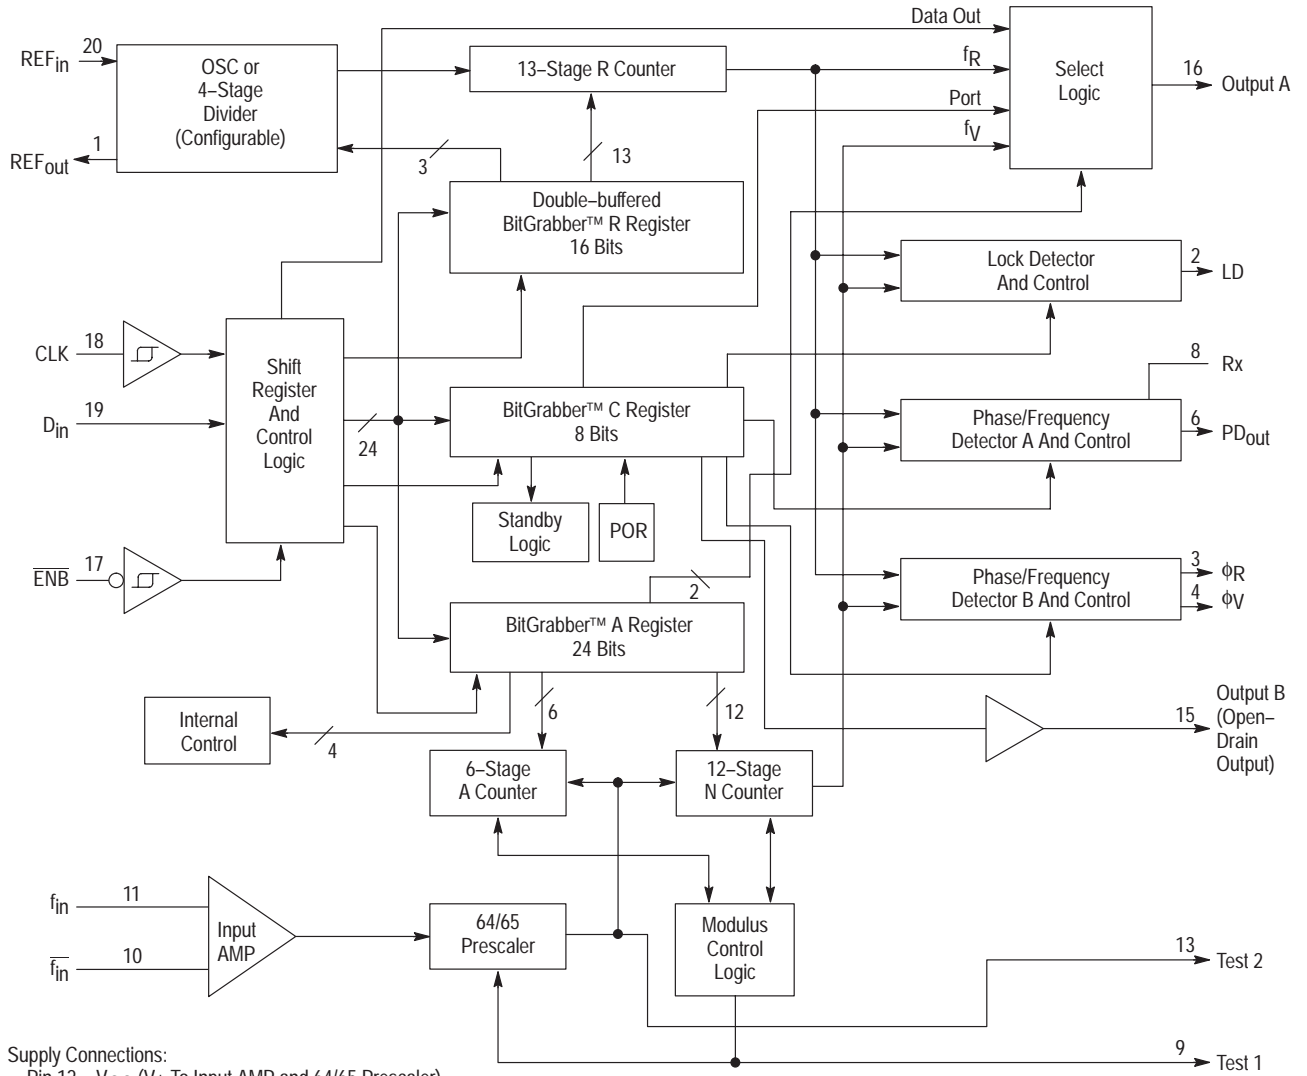 Data Out
REFin
20
OSC or
4–Stage
Divider
(Configurable)
13–Stage R Counter
fR
Select
Logic
16
Output A
Port
fV
REFout
1
3
13
Double–buffered
BitGrabber™ R Register
16 Bits
Lock Detector
And Control
2
LD
CLK
18
Shift
Register
And
Control
Logic
8
Rx
Din
19
24
BitGrabber™ C Register
8 Bits
Phase/Frequency
Detector A And Control
6
PDout
Standby
Logic
POR
ENB
17
2
Phase/Frequency
Detector B And Control
3
ϕR
4
ϕV
BitGrabber™ A Register
24 Bits
Internal
Control
4
6
12
15
Output B
(Open–
Drain
Output)
6–Stage
A Counter
12–Stage
N Counter
fin
11
Input
AMP
64/65
Prescaler
Modulus
Control
Logic
fin
10
13
Test 2
9
Test 1
Supply Connections: